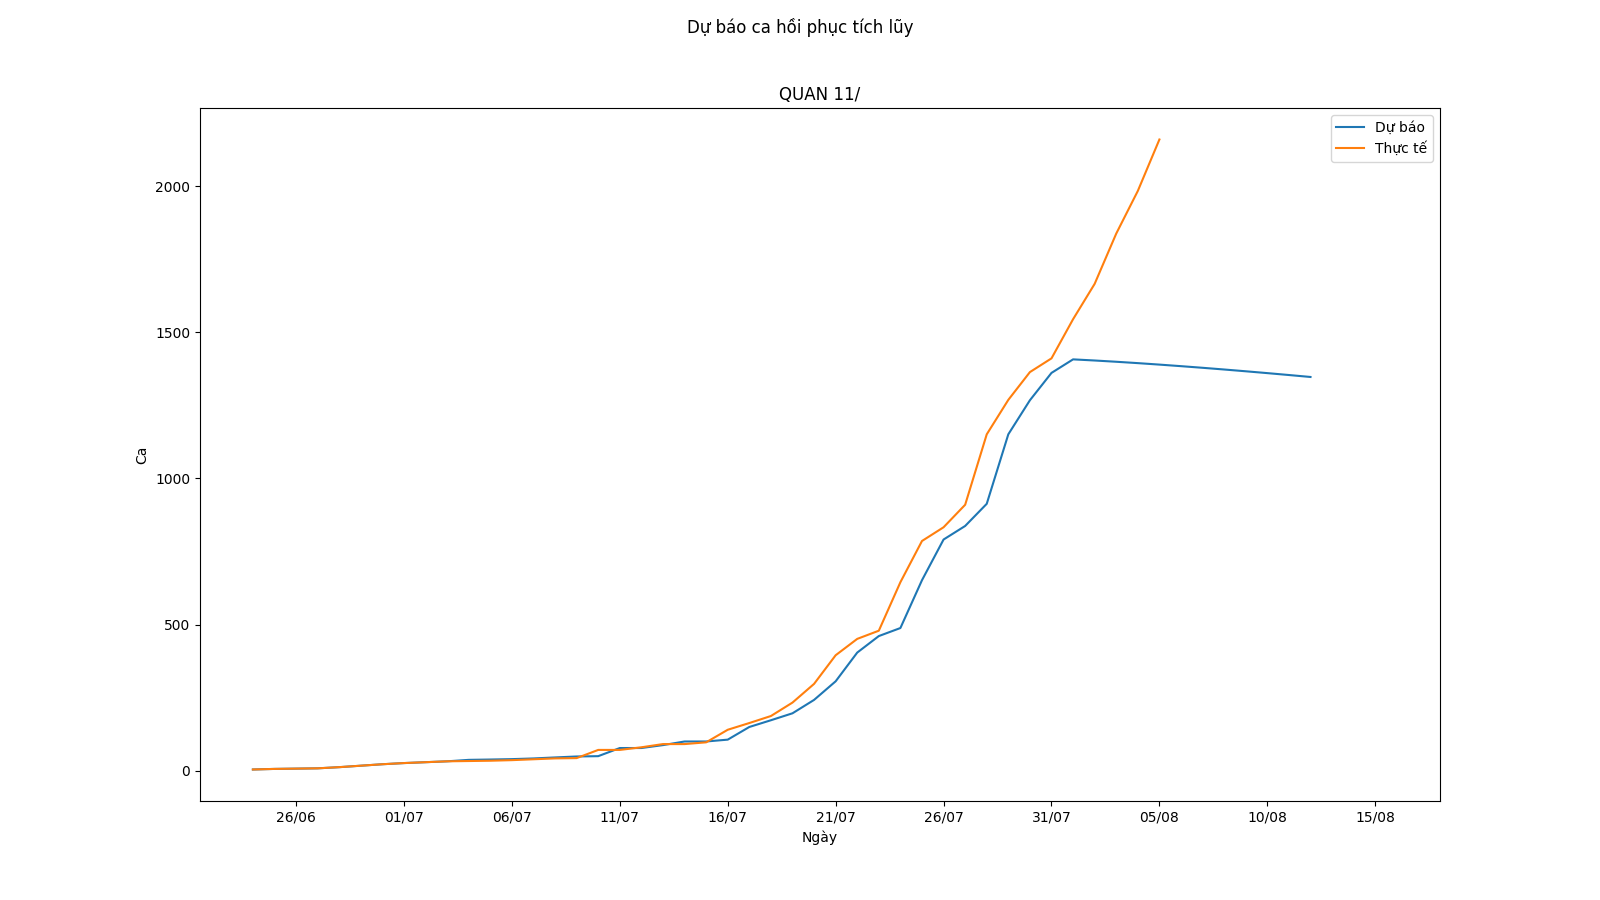 Dự báo ca hồi phục tích lũy
QUAN 11/
Dự báo
Thực tế
Ca
2000
1500
1000
500
0
26/06 01/07 06/07 11/07 16/07 21/07 26/07 31/07 05/08 10/08 15/08
Ngày